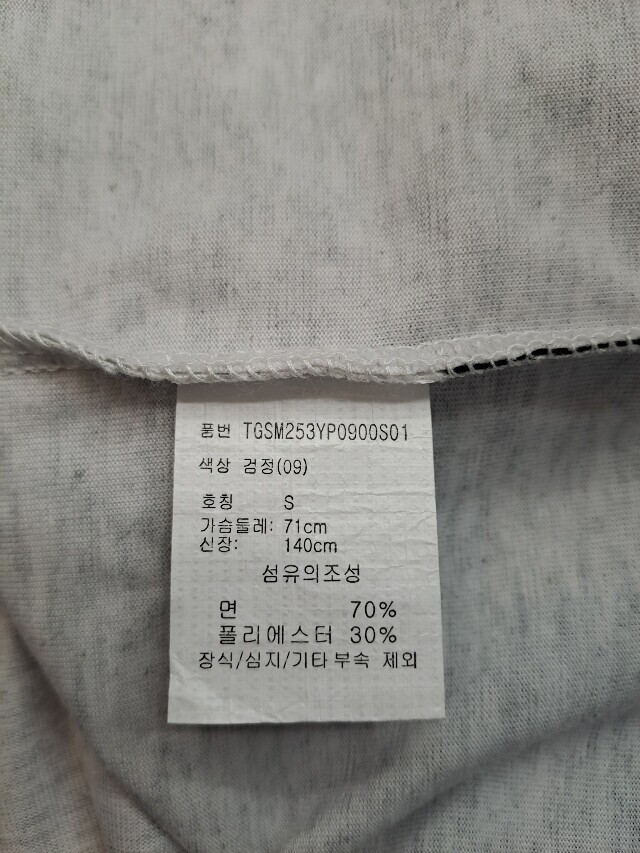 품번 TGSM253YP0900S01
색상 검정(09)
호칭 S
가슴둘레: 71cm
신장: 140cm
섬유의조성
면 70%
폴리에스터 30%
장식/심지/기타부속 제외